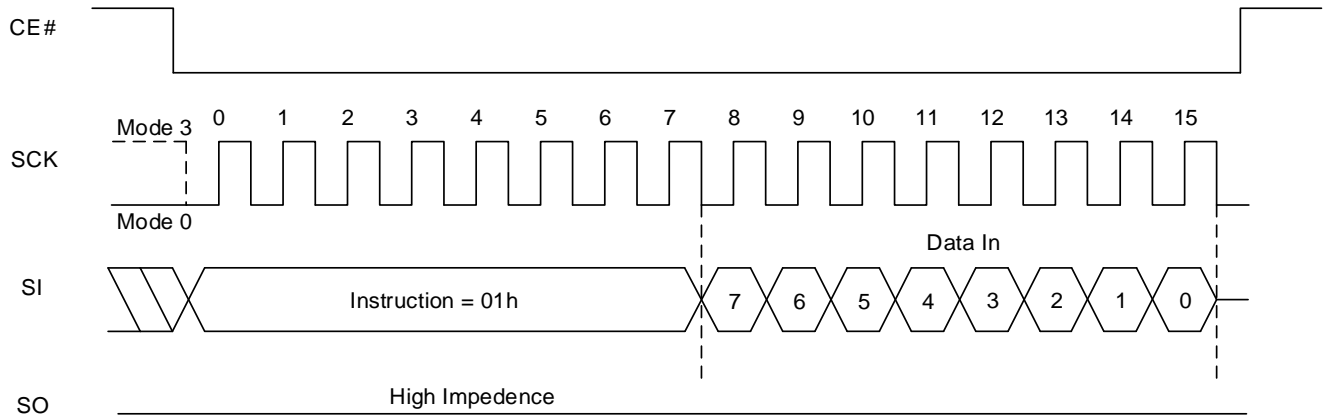 CE#
Mode 3 0 1 2 3 4 5 6 7 8 9 10 11 12 13 14 15
SCK
Mode 0
Data In
SI Instruction = 01h 7 6 5 4 3 2 1 0
High Impedence
SO